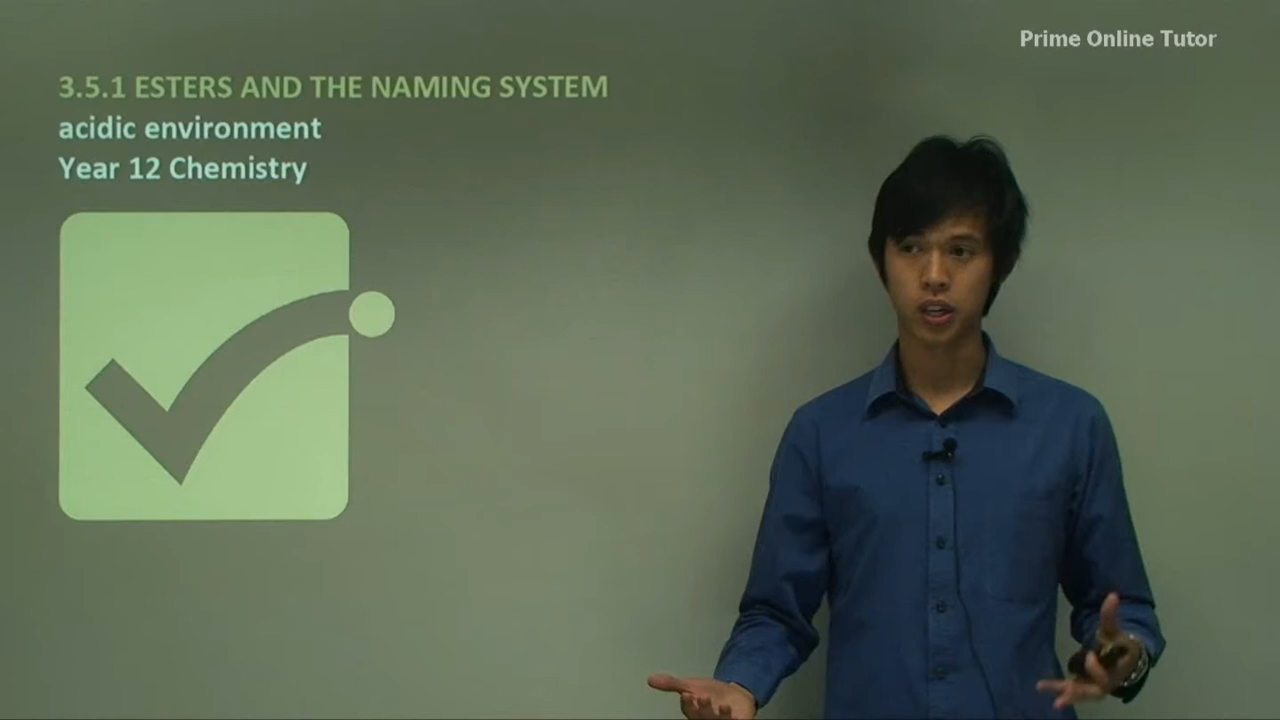 Prime Online Tutor
3.5.1 ESTERS AND THE NAMING SYSTEM
acidic environment
Year 12 Chemistry